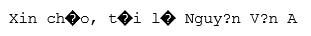 Xin ch�o, t�i l� Nguy?n V?n A